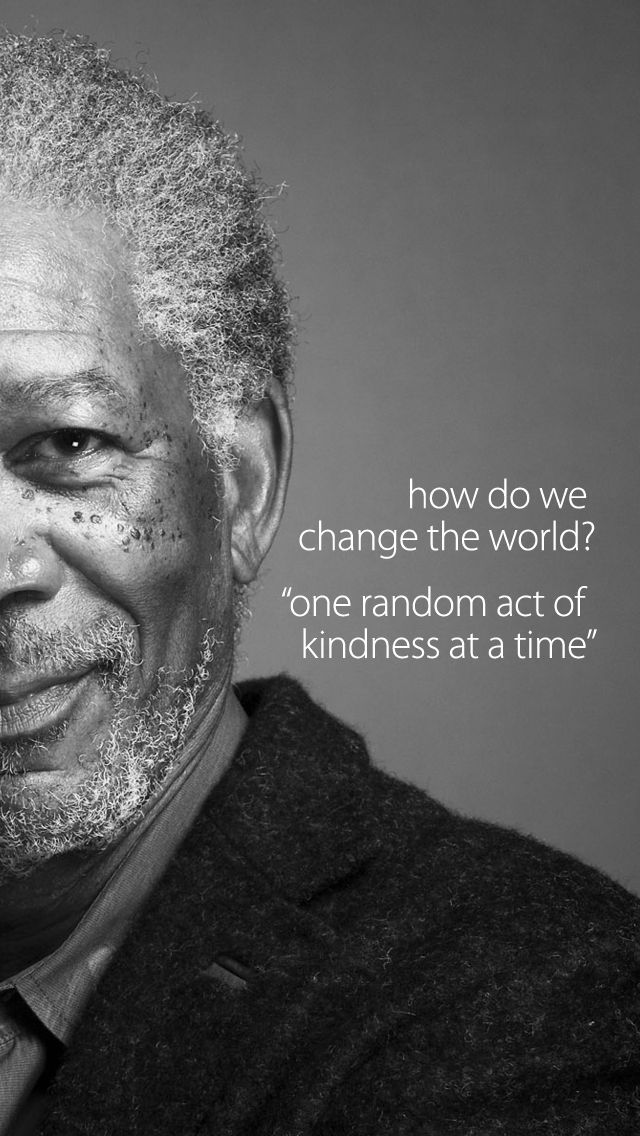 how do we
change the world?
“one random act of
kindness at a time”